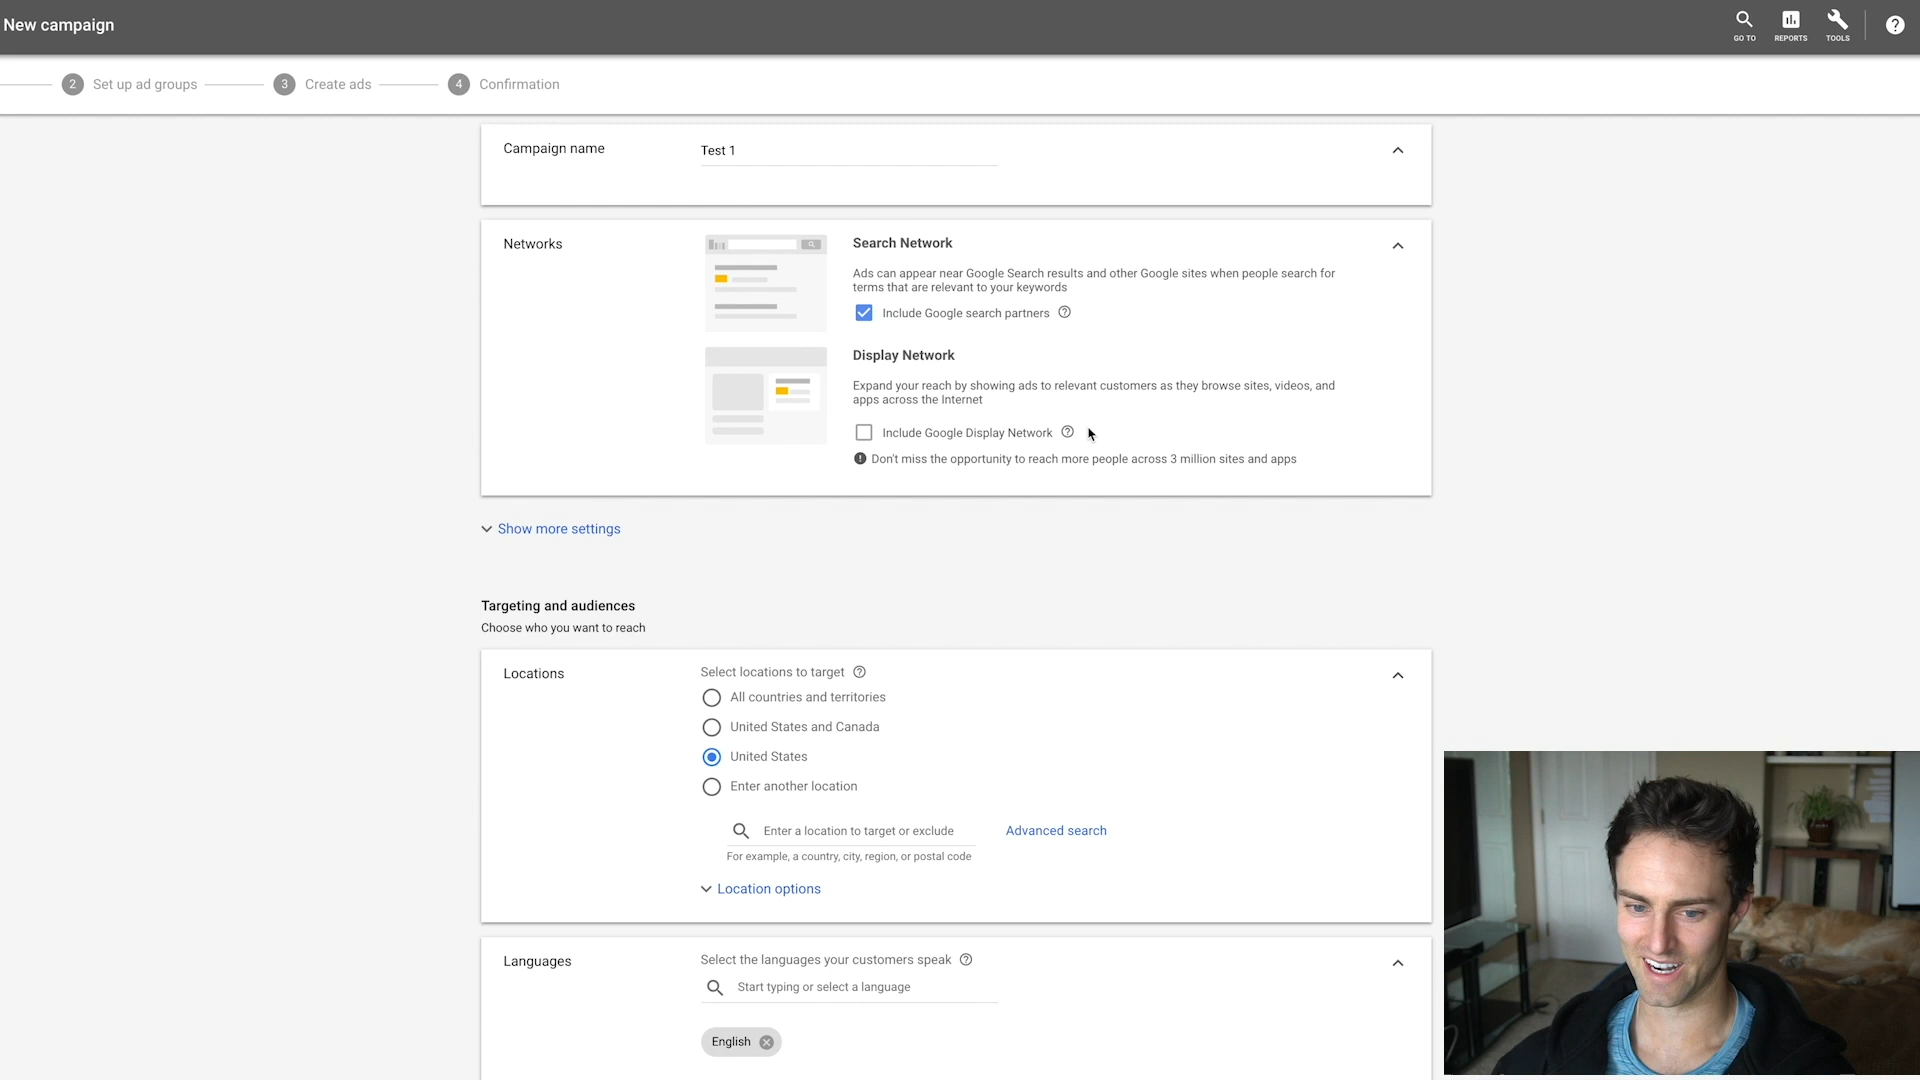 New campaign
GO TO
REPORTS
TOOLS
2 Set up ad groups
3 Create ads
4 Confirmation
Campaign name
Test 1
Networks
Search Network
Ads can appear near Google Search results and other Google sites when people search for
terms that are relevant to your keywords
Include Google search partners
Display Network
Expand your reach by showing ads to relevant customers as they browse sites, videos, and
apps across the Internet
Include Google Display Network
Don't miss the opportunity to reach more people across 3 million sites and apps
Show more settings
Targeting and audiences
Choose who you want to reach
Locations
Select locations to target
All countries and territories
United States and Canada
United States
Enter another location
Enter a location to target or exclude
Advanced search
For example, a country, city, region, or postal code
Location options
Languages
Select the languages your customers speak
Start typing or select a language
English